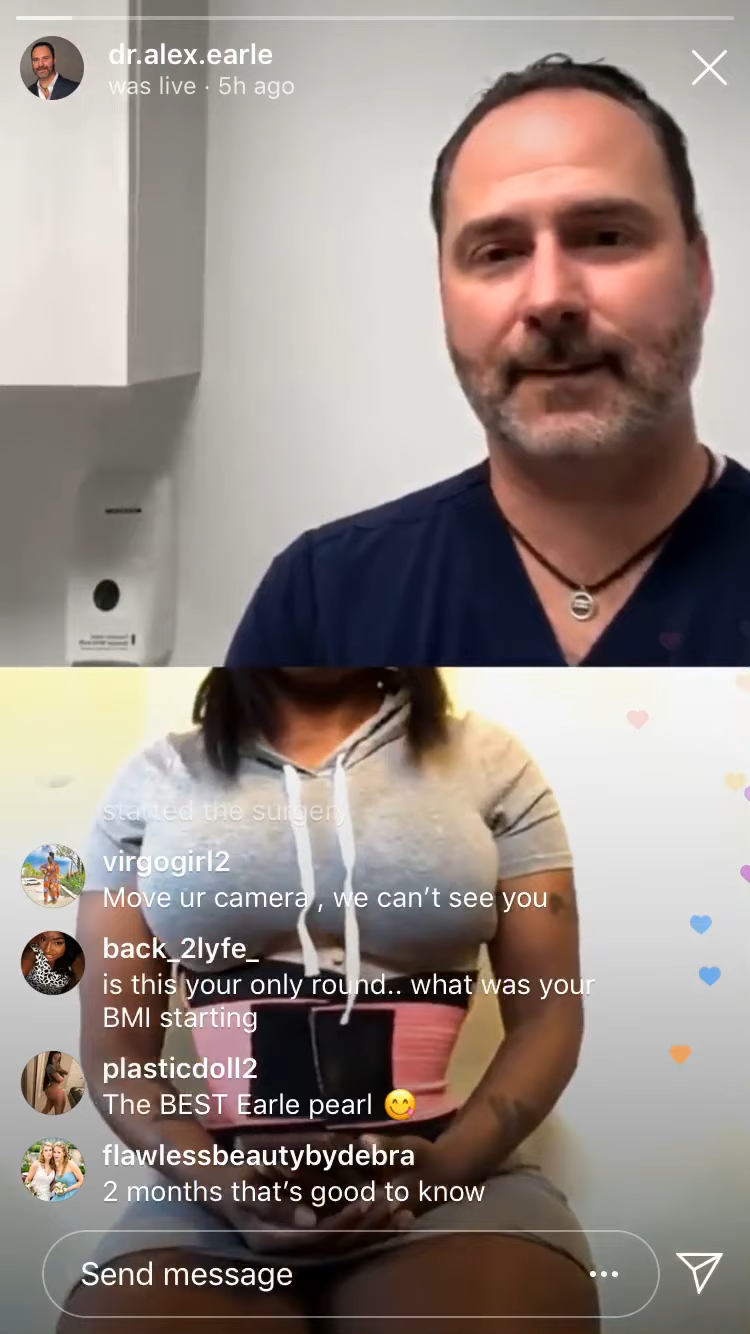 dr.alex.earle
was live · 5h ago
started the surgery
virgogirl2
Move ur camera , we can’t see you
back_2lyfe_
is this your only round.. what was your
BMI starting
plasticdoll2
The BEST Earle pearl 😋
flawlessbeautybydebra
2 months that’s good to know
Send message